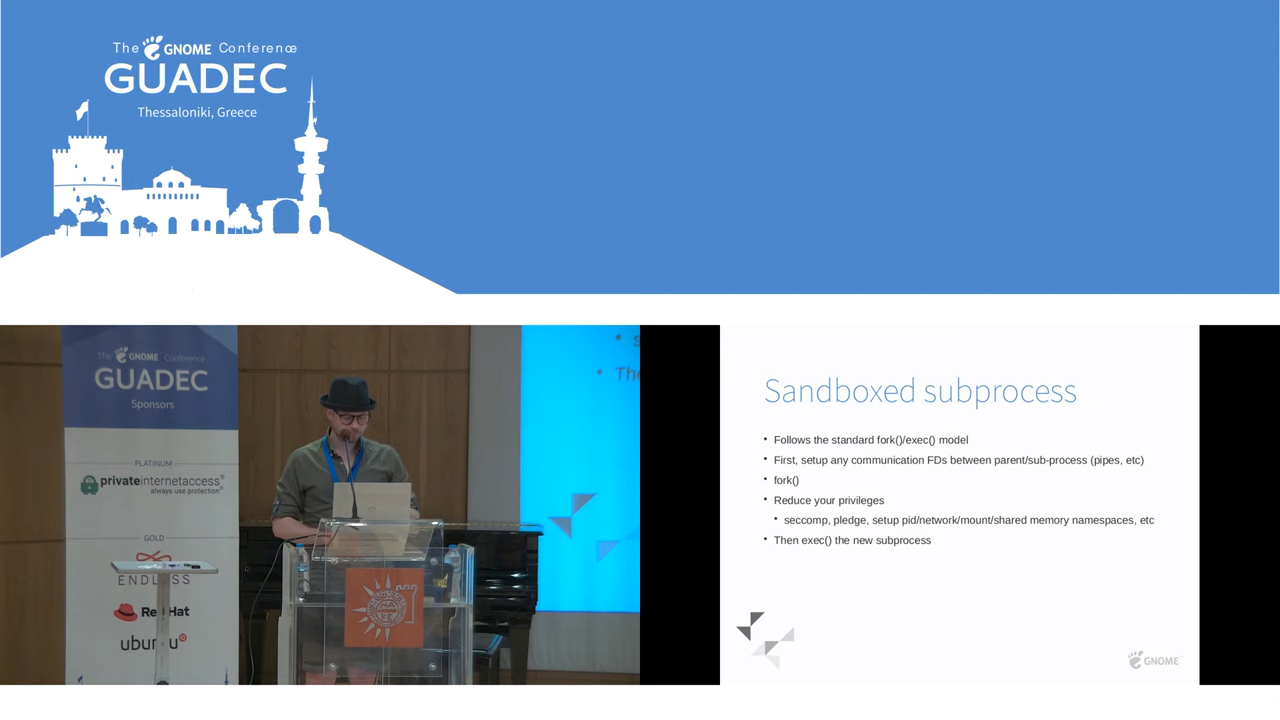 The GNOME Conference
GUADEC
Thessaloniki, Greece
The GNOME Conference
GUADEC
Sponsors
PLATINUM
privateinternetaccess®
always use protection®
GOLD
ENDLESS
Red Hat
ubuntu
The
Sandboxed subprocess
• Follows the standard fork()/exec() model
• First, setup any communication FDs between parent/sub-process (pipes, etc)
• fork()
• Reduce your privileges
• seccomp, pledge, setup pid/network/mount/shared memory namespaces, etc
• Then exec() the new subprocess
GNOME